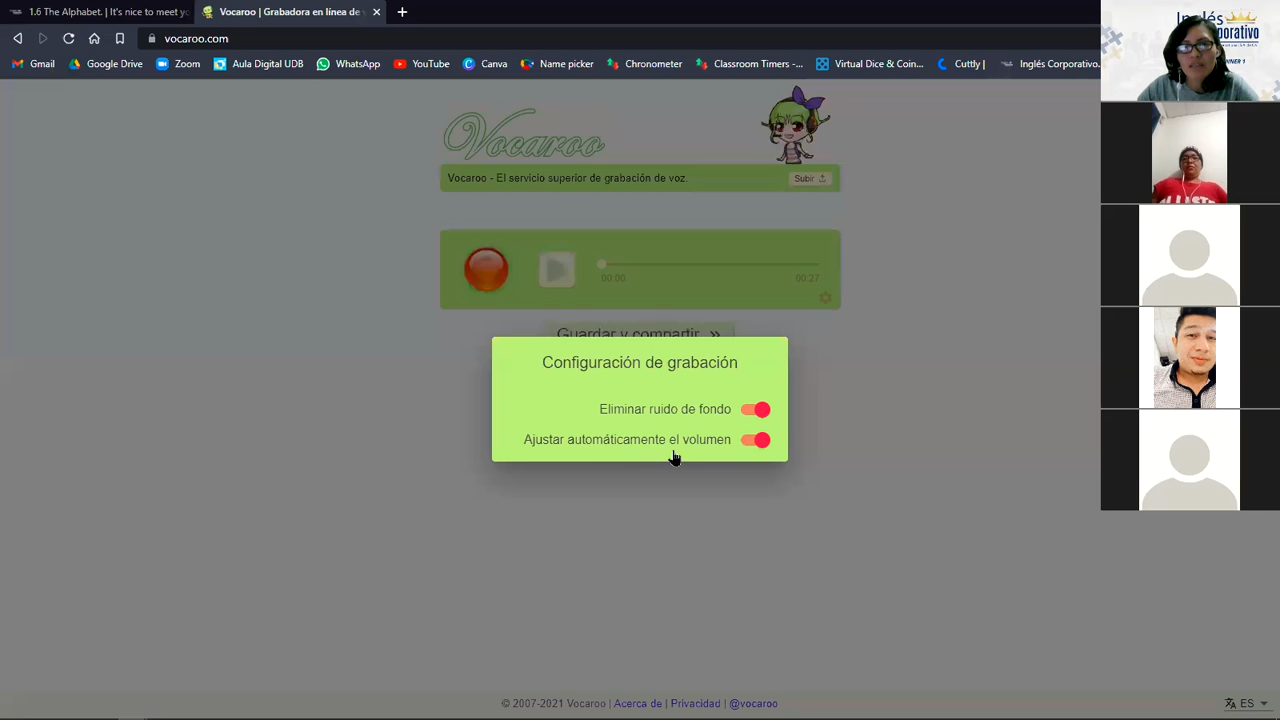 1.6 The Alphabet. | It's nice to meet yo
Vocaroo | Grabadora en línea de
vocaroo.com
Gmail
Google Drive
Zoom
Aula Digital UDB
WhatsApp
YouTube
Canva
Name picker
Chronometer
Classroom Timers -...
Virtual Dice & Coin...
Cuttly |
Inglés Corporativo.
Vocaroo
Vocaroo - El servicio superior de grabación de voz.
Subir
00:00
00:27
Guardar y compartir »
Configuración de grabación
Eliminar ruido de fondo
Ajustar automáticamente el volumen
© 2007-2021 Vocaroo | Acerca de | Privacidad | @vocaroo
ES